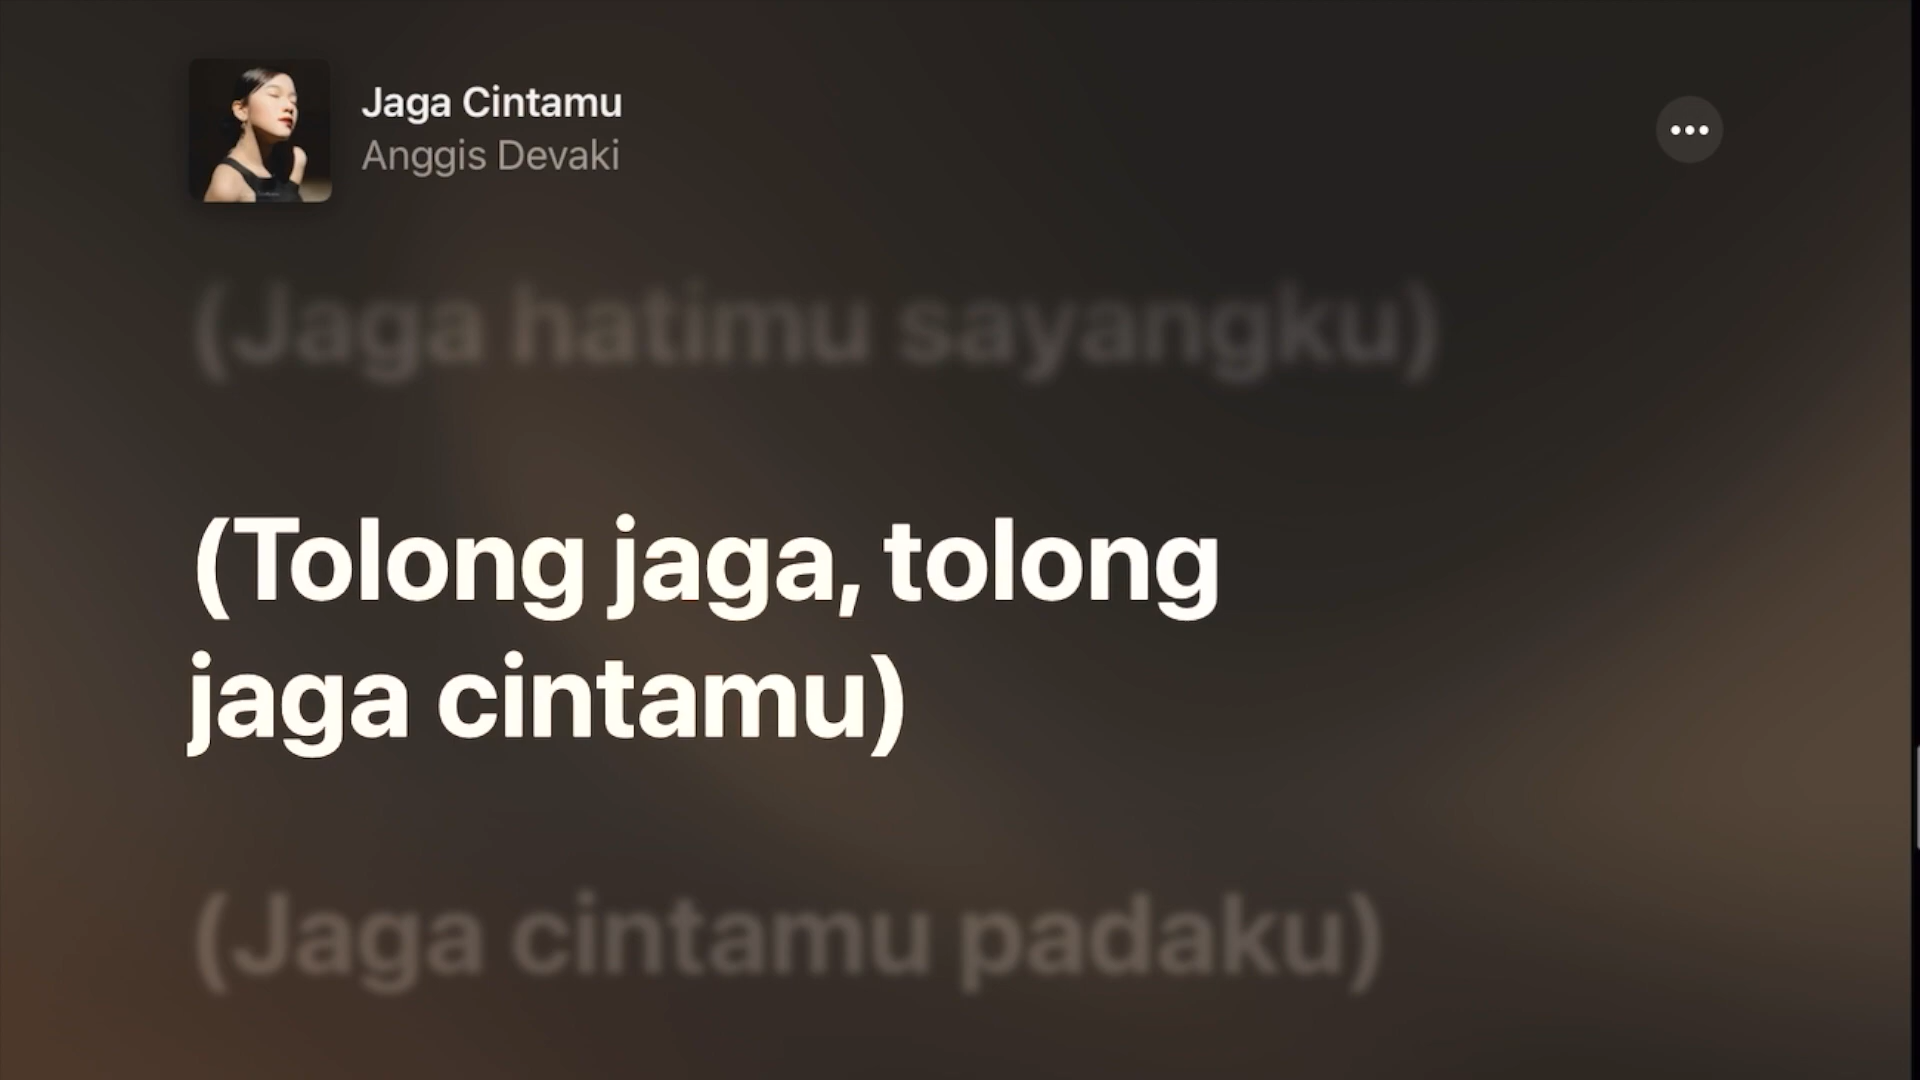 Jaga Cintamu
Anggis Devaki
(Jaga hatimu sayangku)
(Tolong jaga, tolong
jaga cintamu)
(Jaga cintamu padaku)